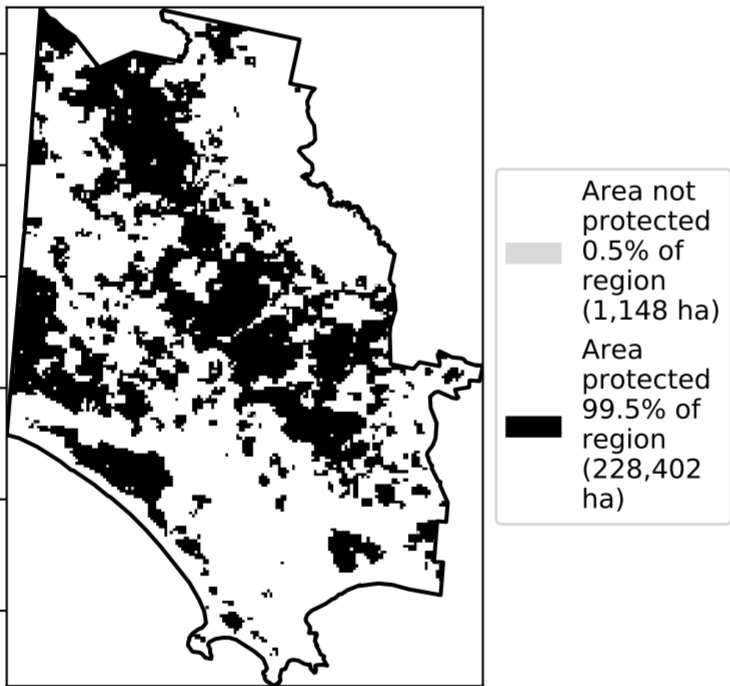 Area not
protected
0.5% of
region
(1,148 ha)
Area
protected
99.5% of
region
(228,402
ha)